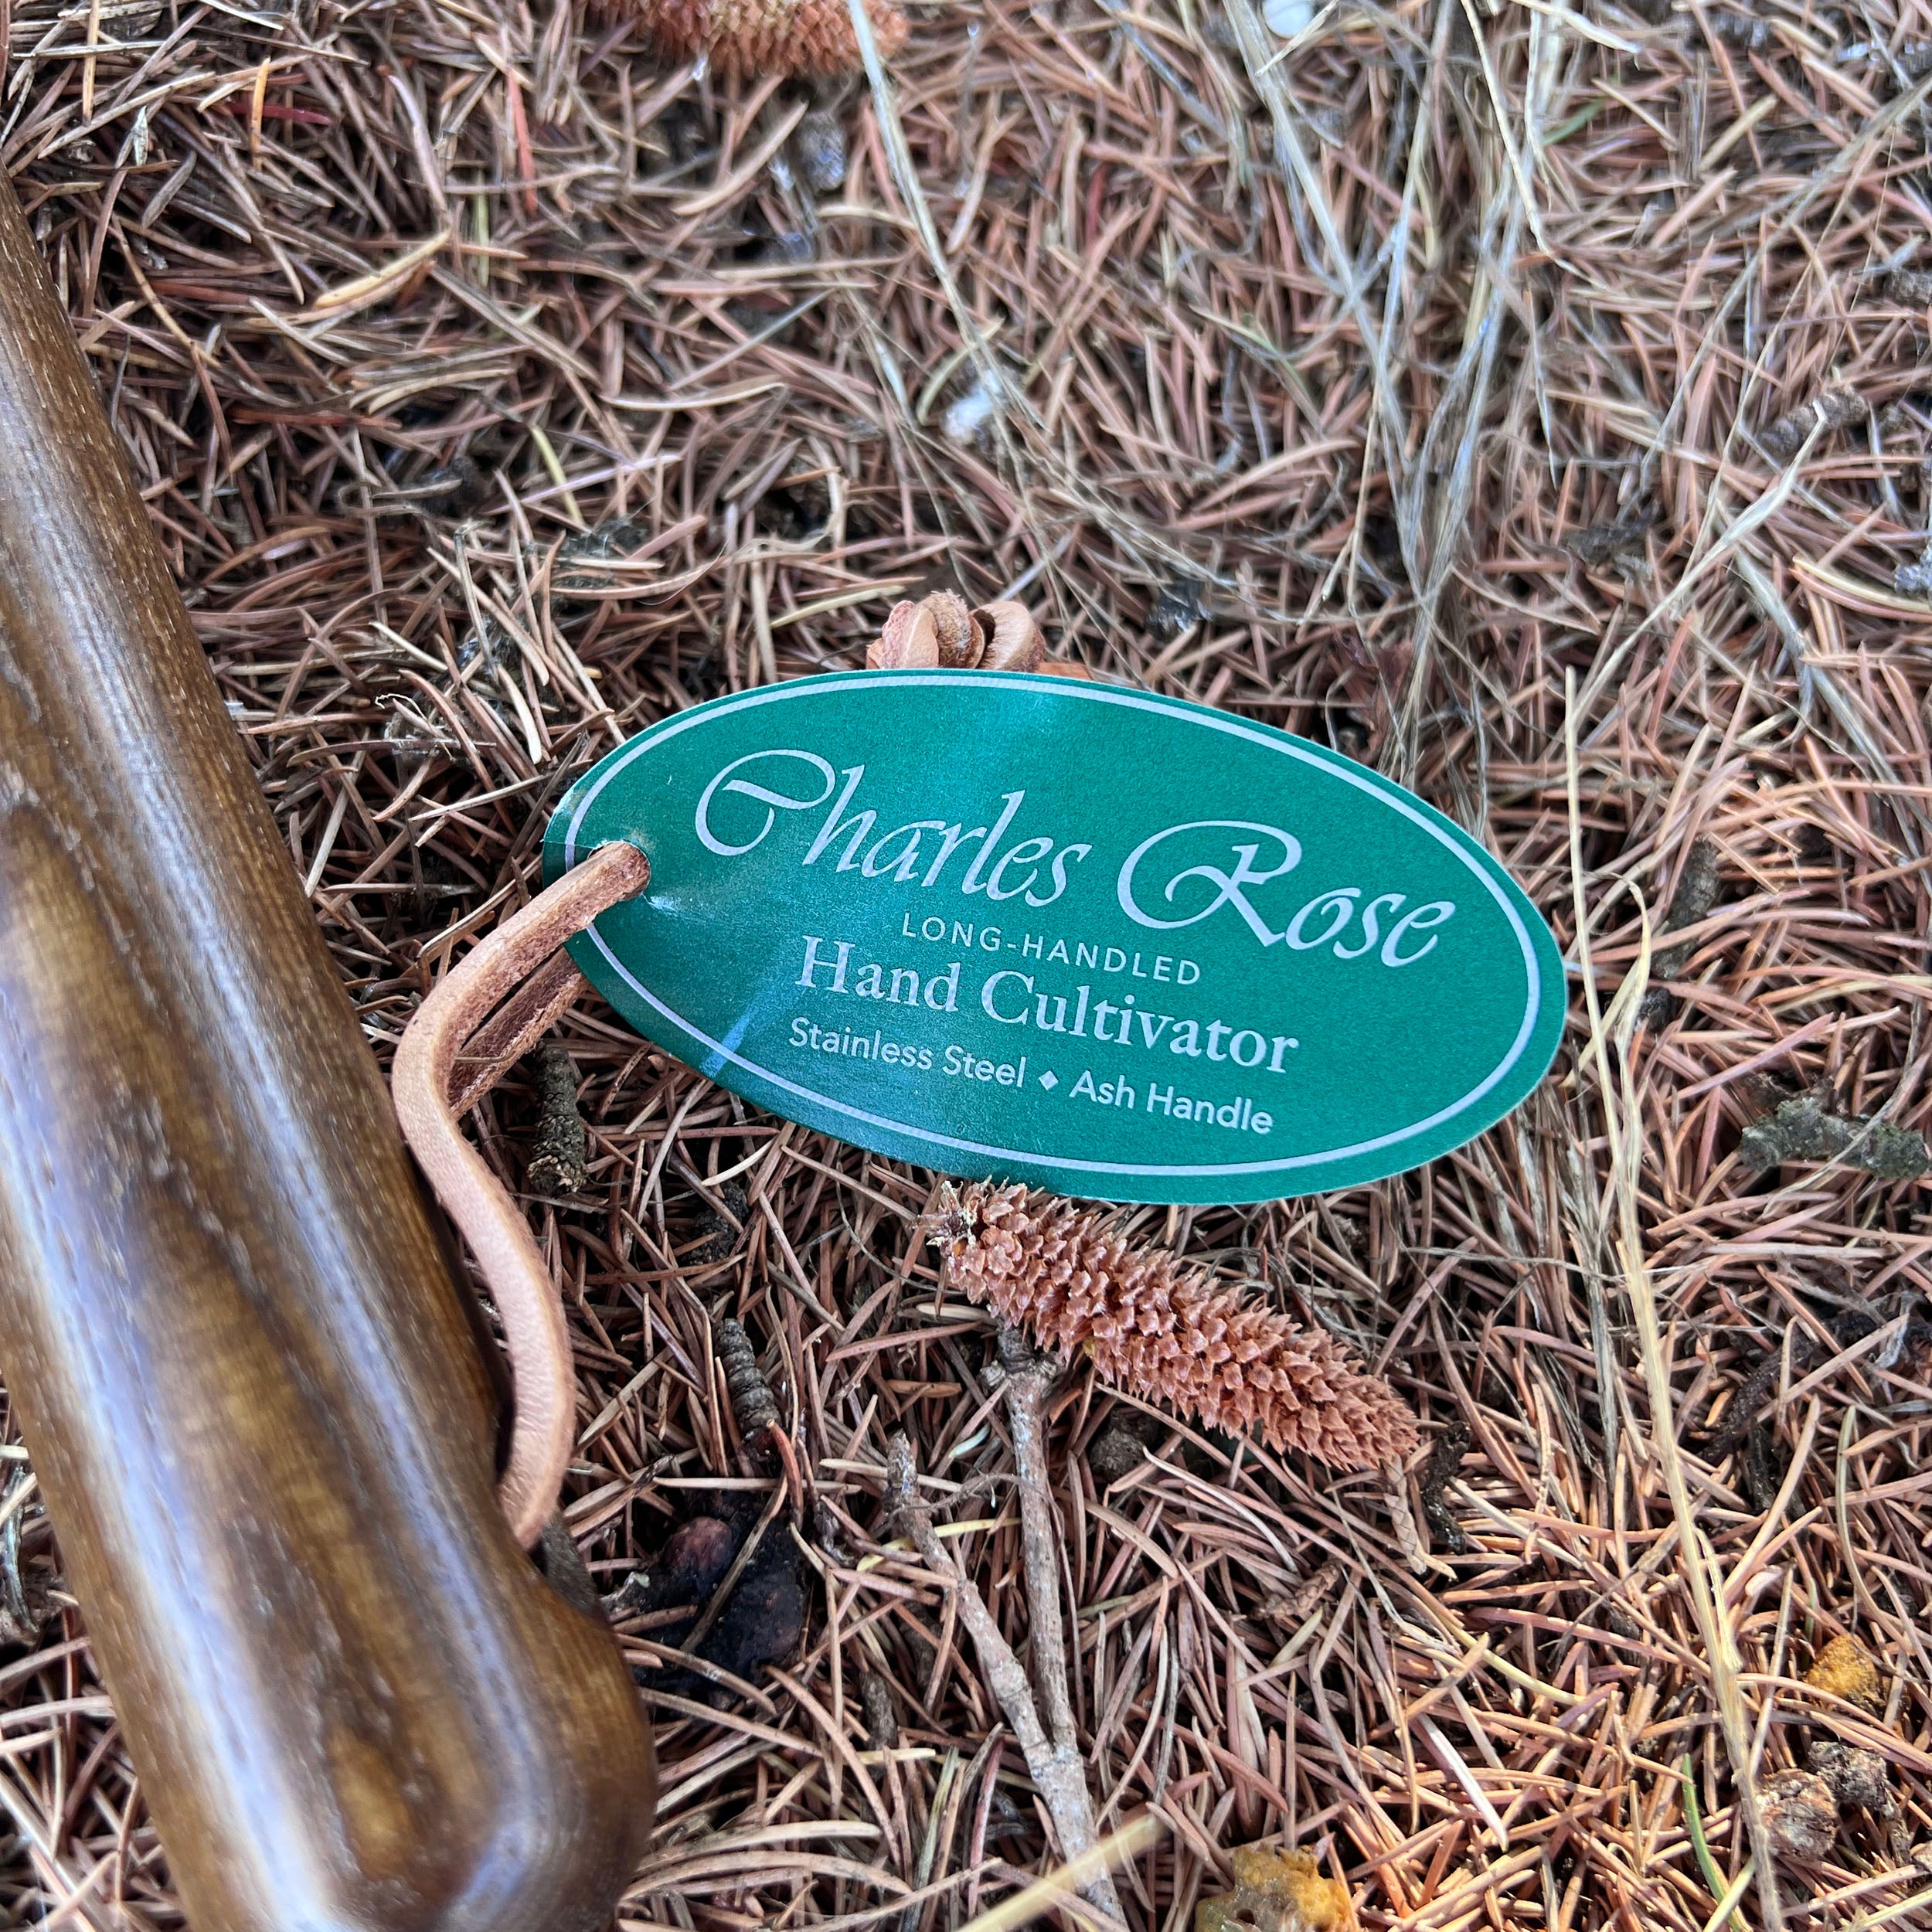 Charles Rose
LONG-HANDLED
Hand Cultivator
Stainless Steel ♦ Ash Handle